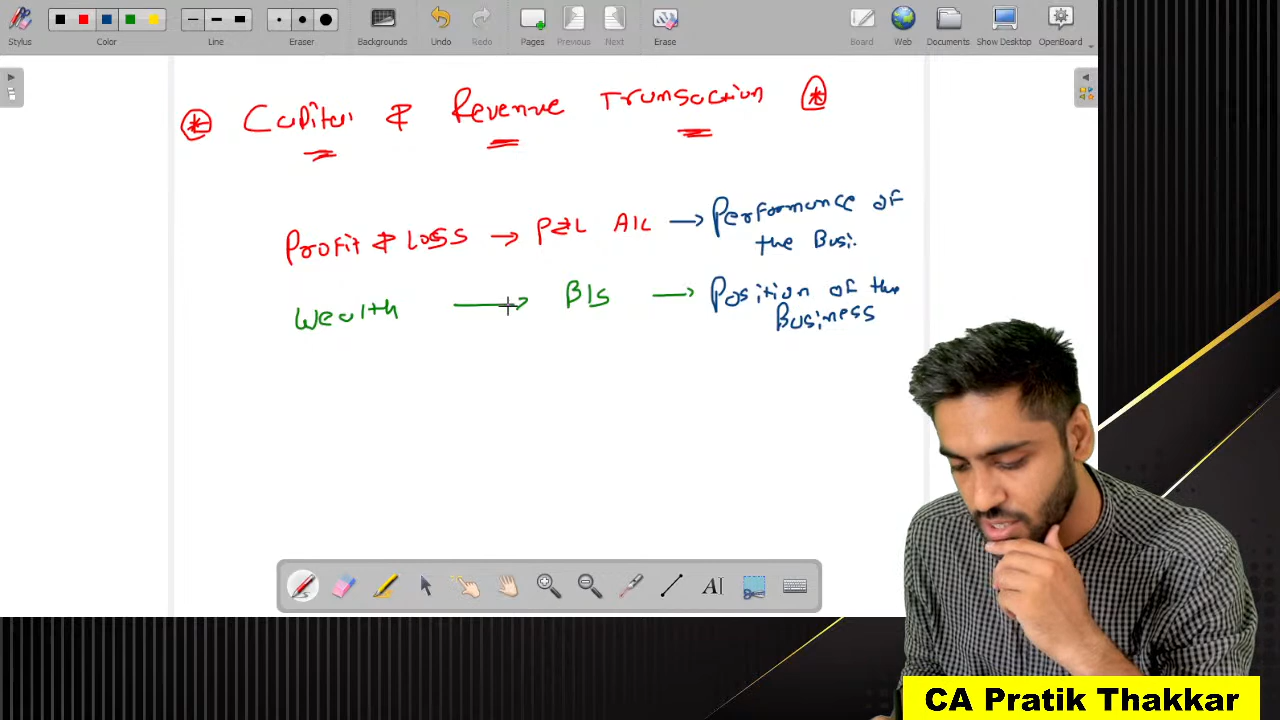 Stylus Color Line Eraser Backgrounds Undo Redo Pages Previous Next Erase Board Web Documents Show Desktop OpenBoard
* Capital & Revenue Transaction *
Profit & Loss → P&L A/c → Performance of
the Busi.
Wealth → B/s → Position of the
Business
CA Pratik Thakkar